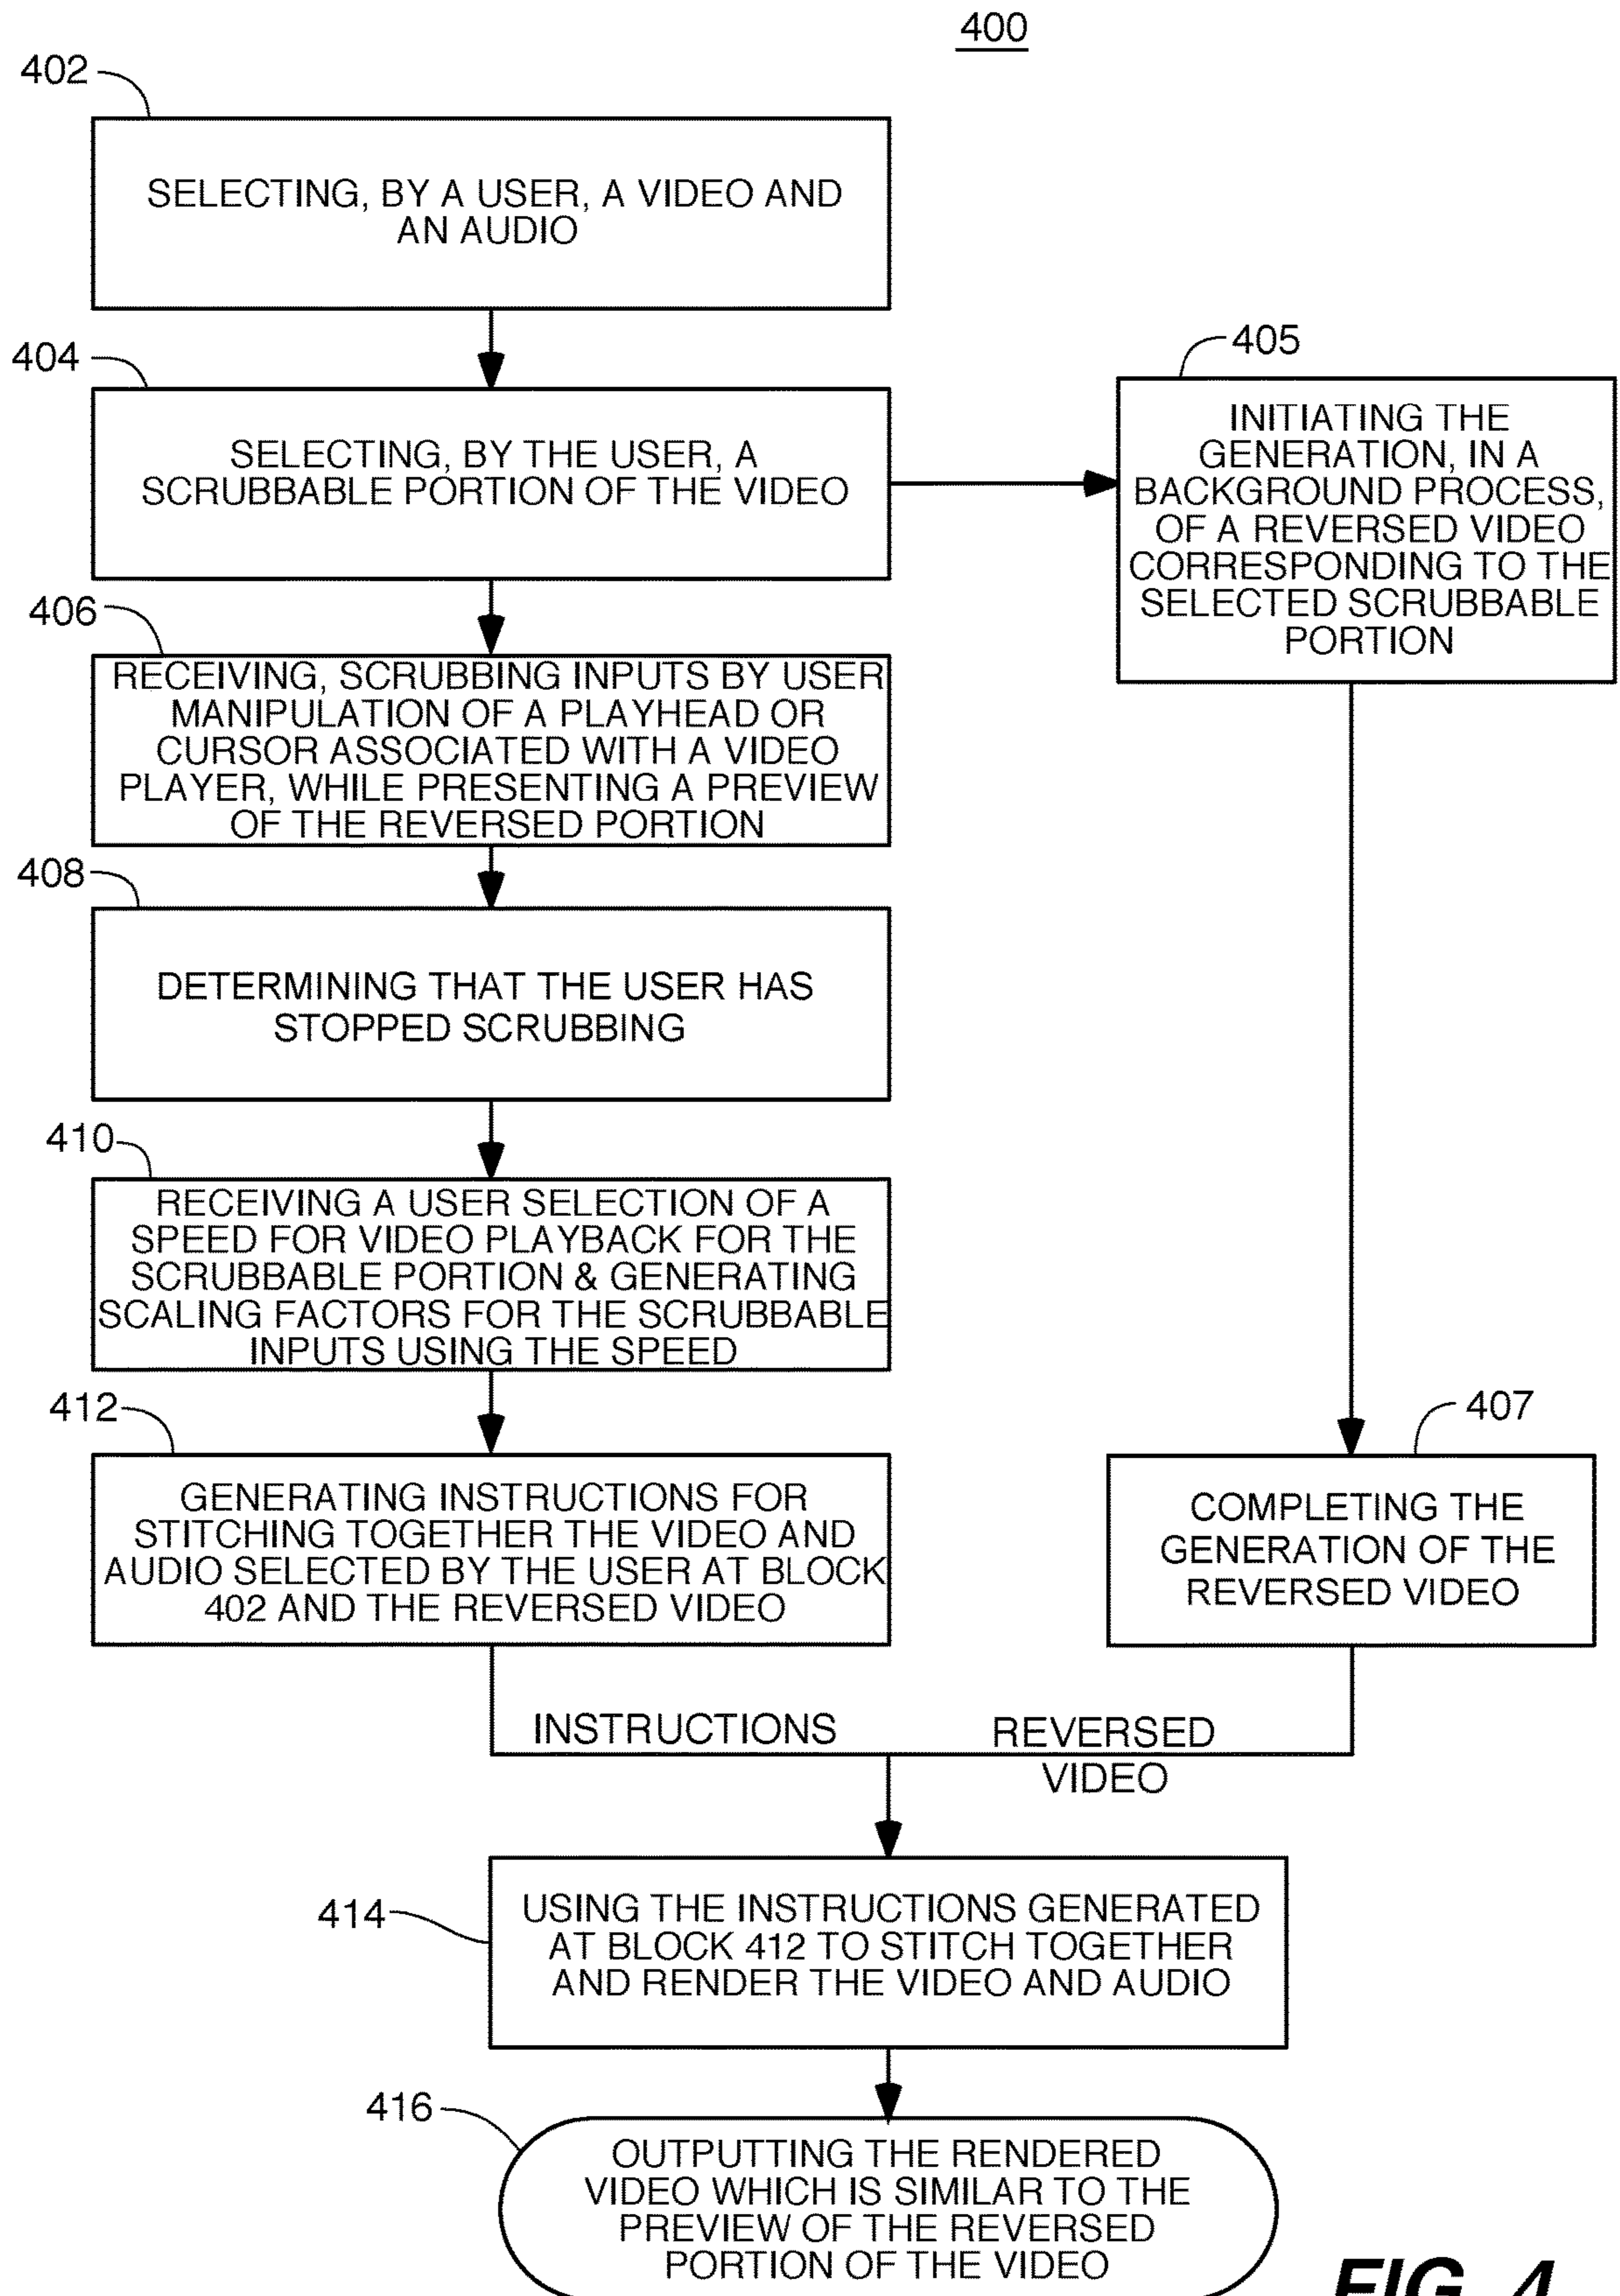 400
402
SELECTING, BY A USER, A VIDEO AND
AN AUDIO
404
SELECTING, BY THE USER, A
SCRUBBABLE PORTION OF THE VIDEO
405
INITIATING THE
GENERATION, IN A
BACKGROUND PROCESS,
OF A REVERSED VIDEO
CORRESPONDING TO THE
SELECTED SCRUBBABLE
PORTION
406
RECEIVING, SCRUBBING INPUTS BY USER
MANIPULATION OF A PLAYHEAD OR
CURSOR ASSOCIATED WITH A VIDEO
PLAYER, WHILE PRESENTING A PREVIEW
OF THE REVERSED PORTION
408
DETERMINING THAT THE USER HAS
STOPPED SCRUBBING
410
RECEIVING A USER SELECTION OF A
SPEED FOR VIDEO PLAYBACK FOR THE
SCRUBBABLE PORTION & GENERATING
SCALING FACTORS FOR THE SCRUBBABLE
INPUTS USING THE SPEED
412
GENERATING INSTRUCTIONS FOR
STITCHING TOGETHER THE VIDEO AND
AUDIO SELECTED BY THE USER AT BLOCK
402 AND THE REVERSED VIDEO
407
COMPLETING THE
GENERATION OF THE
REVERSED VIDEO
INSTRUCTIONS
REVERSED
VIDEO
414
USING THE INSTRUCTIONS GENERATED
AT BLOCK 412 TO STITCH TOGETHER
AND RENDER THE VIDEO AND AUDIO
416
OUTPUTTING THE RENDERED
VIDEO WHICH IS SIMILAR TO THE
PREVIEW OF THE REVERSED
PORTION OF THE VIDEO
FIG. 4